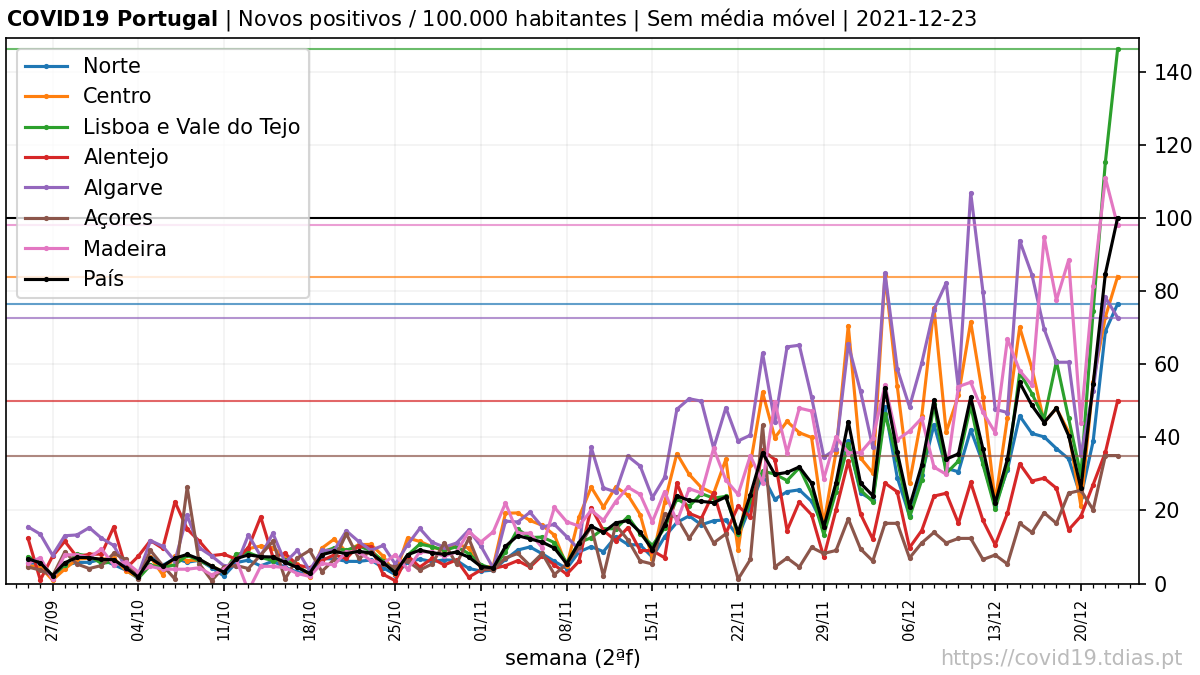 COVID19 Portugal | Novos positivos / 100.000 habitantes | Sem média móvel | 2021-12-23
Norte
Centro
Lisboa e Vale do Tejo
Alentejo
Algarve
Açores
Madeira
País
140
120
100
80
60
40
20
0
27/09 04/10 11/10 18/10 25/10 01/11 08/11 15/11 22/11 29/11 06/12 13/12 20/12
semana (2ªf)
https://covid19.tdias.pt